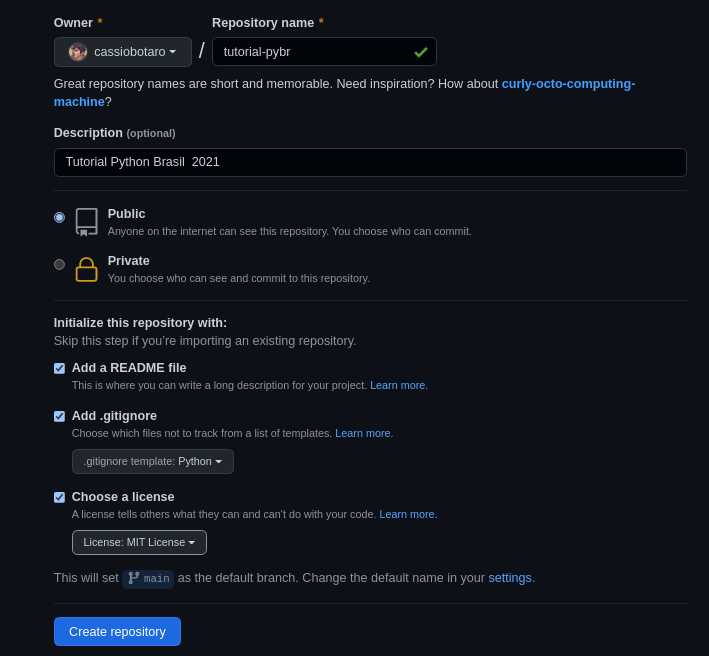 Owner *
Repository name *
cassiobotaro / tutorial-pybr
Great repository names are short and memorable. Need inspiration? How about curly-octo-computing-
machine?
Description (optional)
Tutorial Python Brasil  2021
Public
Anyone on the internet can see this repository. You choose who can commit.
Private
You choose who can see and commit to this repository.
Initialize this repository with:
Skip this step if you're importing an existing repository.
Add a README file
This is where you can write a long description for your project. Learn more.
Add .gitignore
Choose which files not to track from a list of templates. Learn more.
.gitignore template: Python
Choose a license
A license tells others what they can and can't do with your code. Learn more.
License: MIT License
This will set main as the default branch. Change the default name in your settings.
Create repository